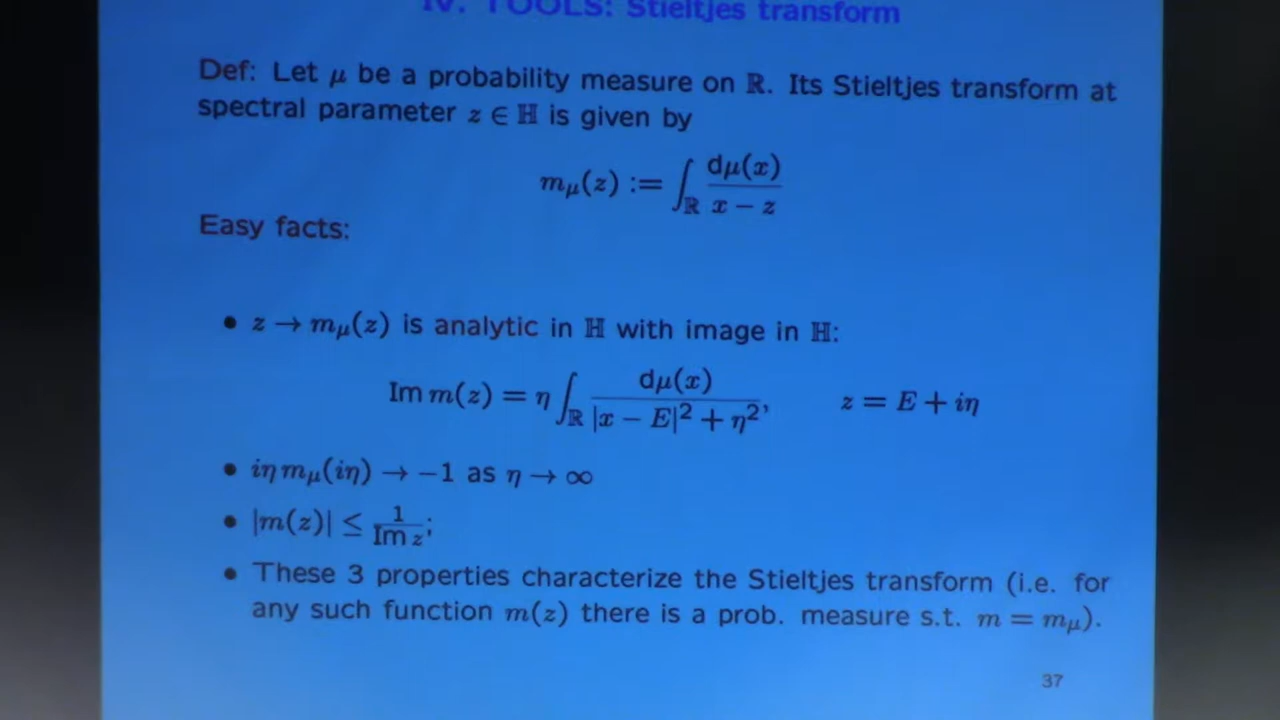 IV. TOOLS: Stieltjes transform
Def: Let μ be a probability measure on ℝ. Its Stieltjes transform at
spectral parameter z ∈ ℍ is given by
m_μ(z) := ∫_ℝ dμ(x) / (x − z)
Easy facts:
• z → m_μ(z) is analytic in ℍ with image in ℍ:
Im m(z) = η ∫_ℝ dμ(x) / (|x − E|² + η²), z = E + iη
• iη m_μ(iη) → −1 as η → ∞
• |m(z)| ≤ 1 / Im z;
• These 3 properties characterize the Stieltjes transform (i.e. for
any such function m(z) there is a prob. measure s.t. m = m_μ).
37